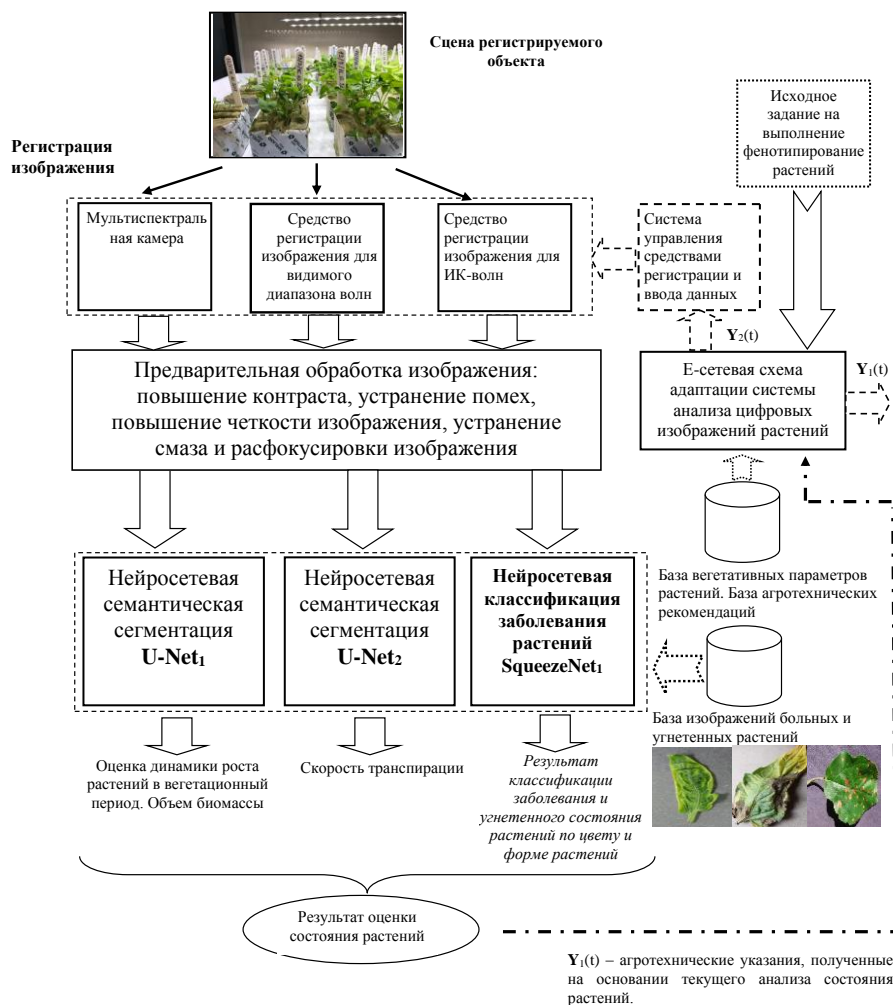 Сцена регистрируемого
объекта
Исходное
задание на
выполнение
фенотипирование
растений
Регистрация
изображения
Мультиспектраль
ная камера
Средство
регистрации
изображения для
видимого
диапазона волн
Средство
регистрации
изображения для
ИК-волн
Система
управления
средствами
регистрации и
ввода данных
Y₂(t)
Предварительная обработка изображения:
повышение контраста, устранение помех,
повышение четкости изображения, устранение
смаза и расфокусировки изображения
Е-сетевая схема
адаптации системы
анализа цифровых
изображений растений
Y₁(t)
Нейросетевая
семантическая
сегментация
U-Net₁
Нейросетевая
семантическая
сегментация
U-Net₂
Нейросетевая
классификация
заболевания
растений
SqueezeNet₁
База вегетативных параметров
растений. База агротехнических
рекомендаций
База изображений больных и
угнетенных растений
Оценка динамики роста
растений в вегетационный
период. Объем биомассы
Скорость транспирации
Результат
классификации
заболевания и
угнетенного состояния
растений по цвету и
форме растений
Результат оценки
состояния растений
Y₁(t) – агротехнические указания, полученные
на основании текущего анализа состояния
растений.